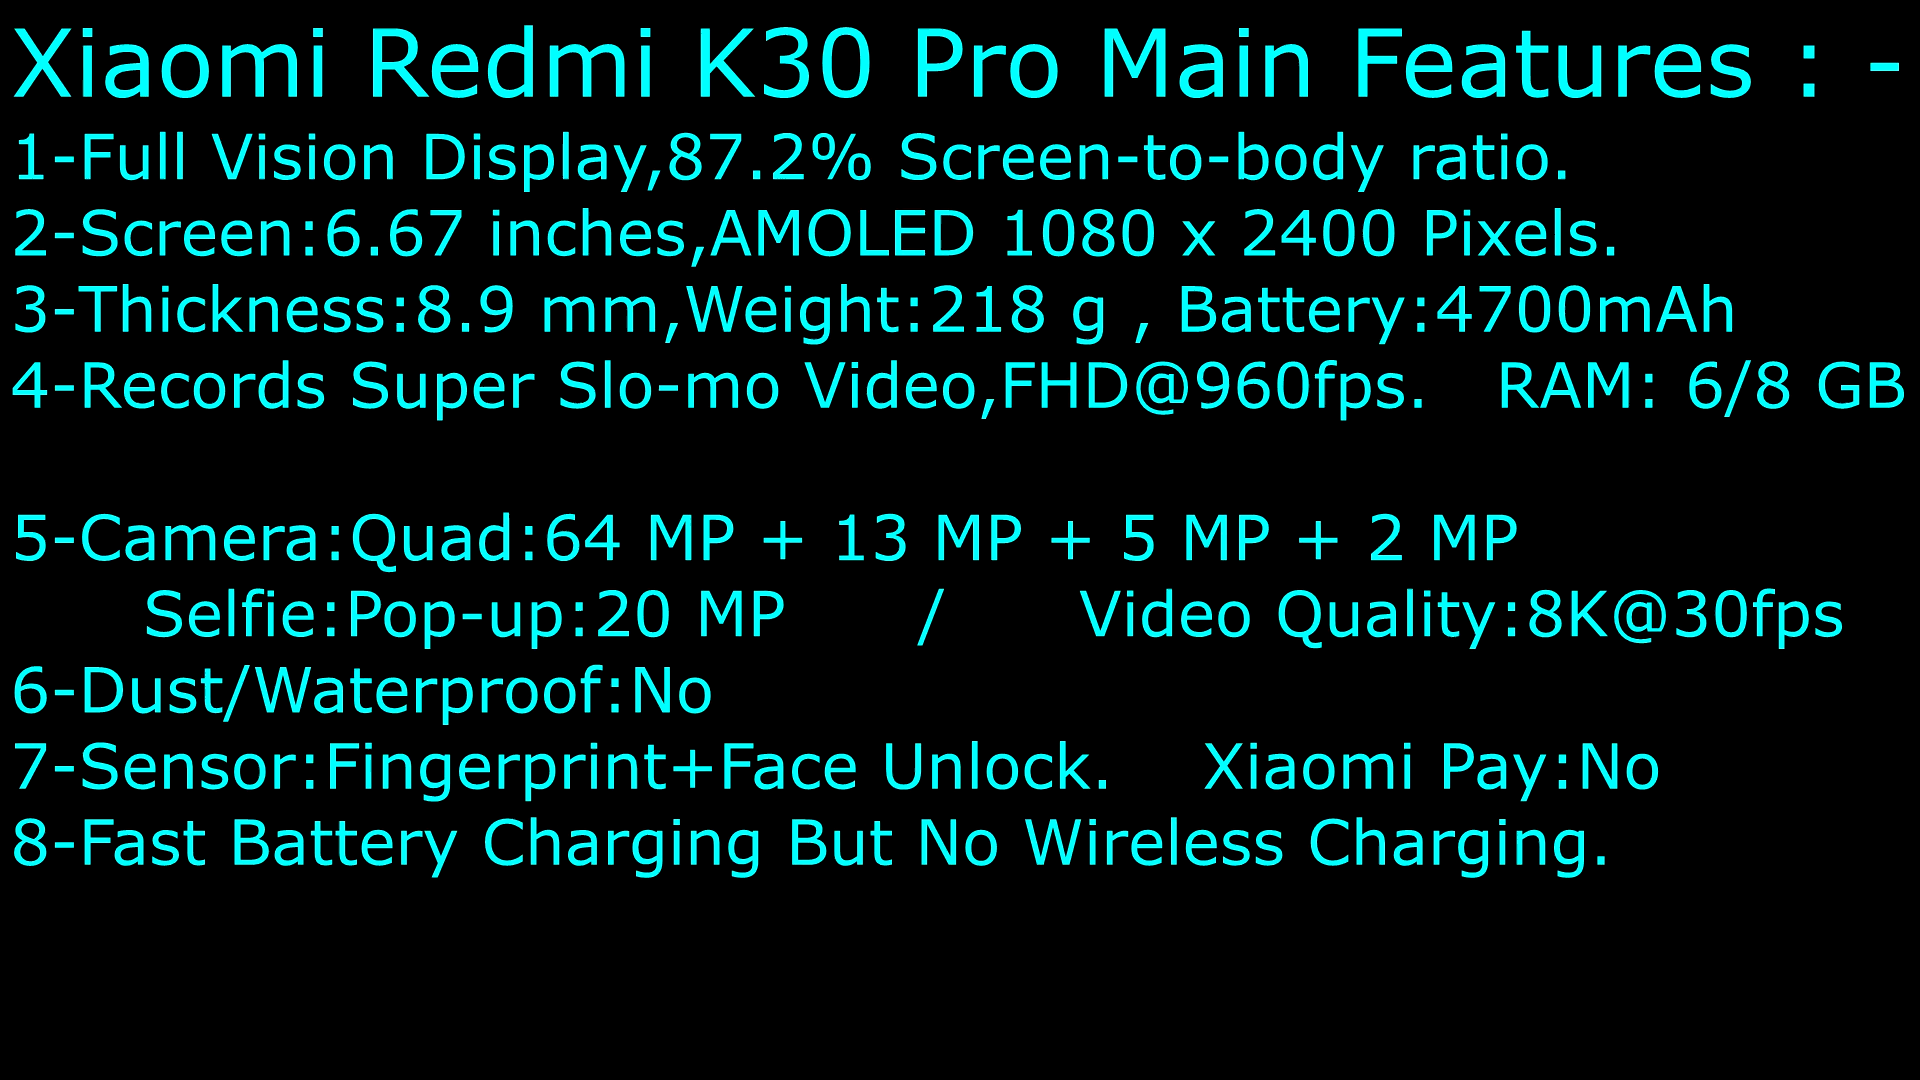 Xiaomi Redmi K30 Pro Main Features : -
1-Full Vision Display,87.2% Screen-to-body ratio.
2-Screen:6.67 inches,AMOLED 1080 x 2400 Pixels.
3-Thickness:8.9 mm,Weight:218 g , Battery:4700mAh
4-Records Super Slo-mo Video,FHD@960fps. RAM: 6/8 GB
5-Camera:Quad:64 MP + 13 MP + 5 MP + 2 MP
Selfie:Pop-up:20 MP / Video Quality:8K@30fps
6-Dust/Waterproof:No
7-Sensor:Fingerprint+Face Unlock. Xiaomi Pay:No
8-Fast Battery Charging But No Wireless Charging.